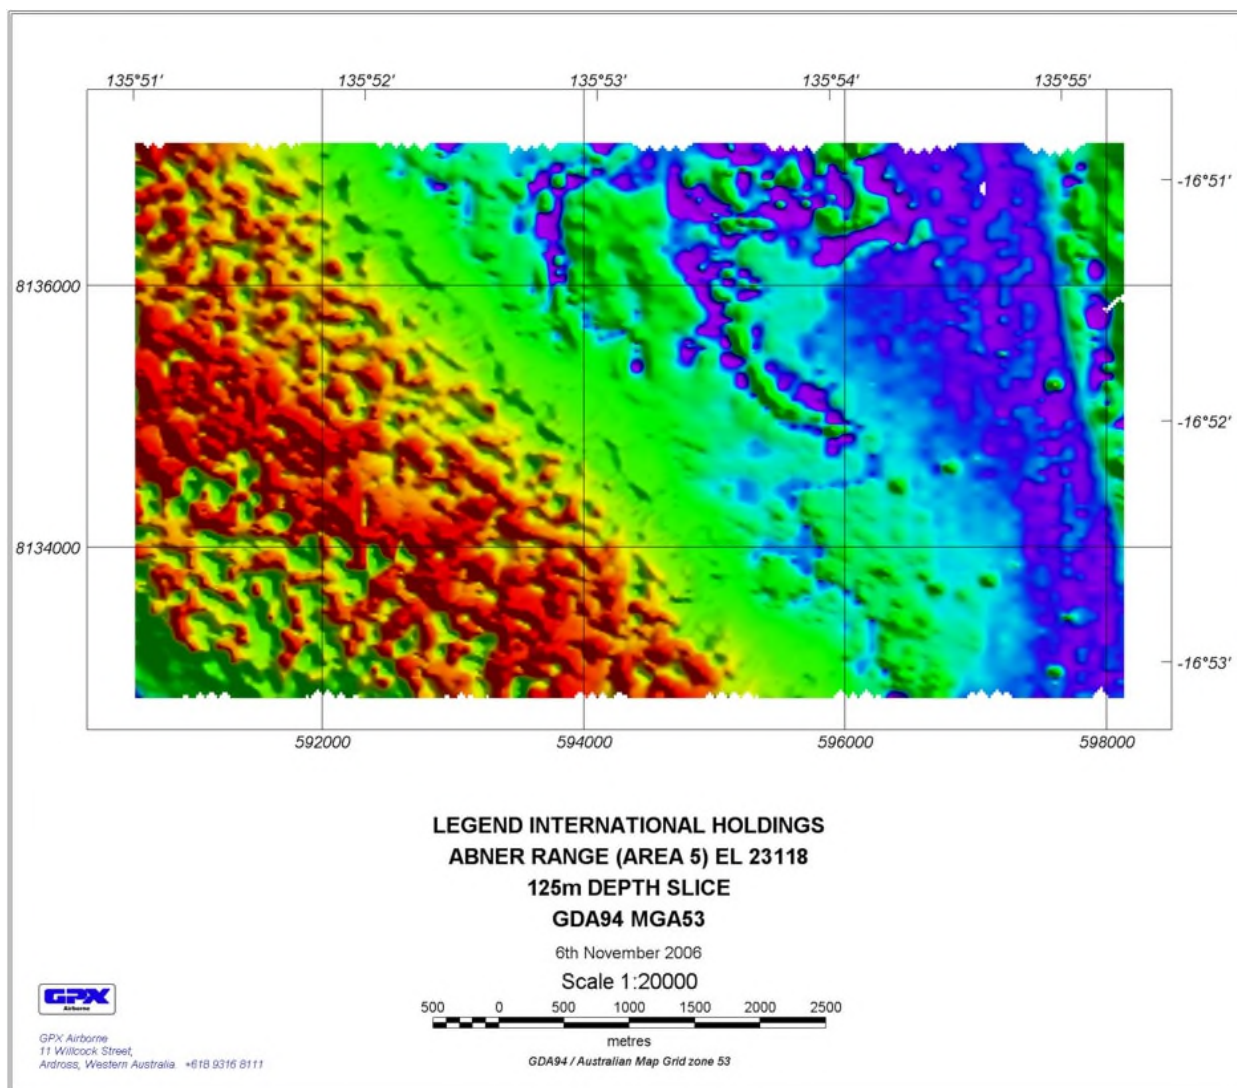 135°51' 135°52' 135°53' 135°54' 135°55'
-16°51'
8136000
-16°52'
8134000
-16°53'
592000 594000 596000 598000
LEGEND INTERNATIONAL HOLDINGS
ABNER RANGE (AREA 5) EL 23118
125m DEPTH SLICE
GDA94 MGA53
6th November 2006
Scale 1:20000
500 0 500 1000 1500 2000 2500
metres
GDA94 / Australian Map Grid zone 53
GPX
Airborne
GPX Airborne
11 Willcock Street,
Ardross, Western Australia. +618 9316 8111